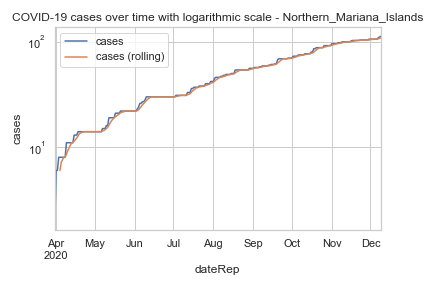 COVID-19 cases over time with logarithmic scale - Northern_Mariana_Islands
cases
cases (rolling)
10²
10¹
cases
Apr May Jun Jul Aug Sep Oct Nov Dec
2020
dateRep